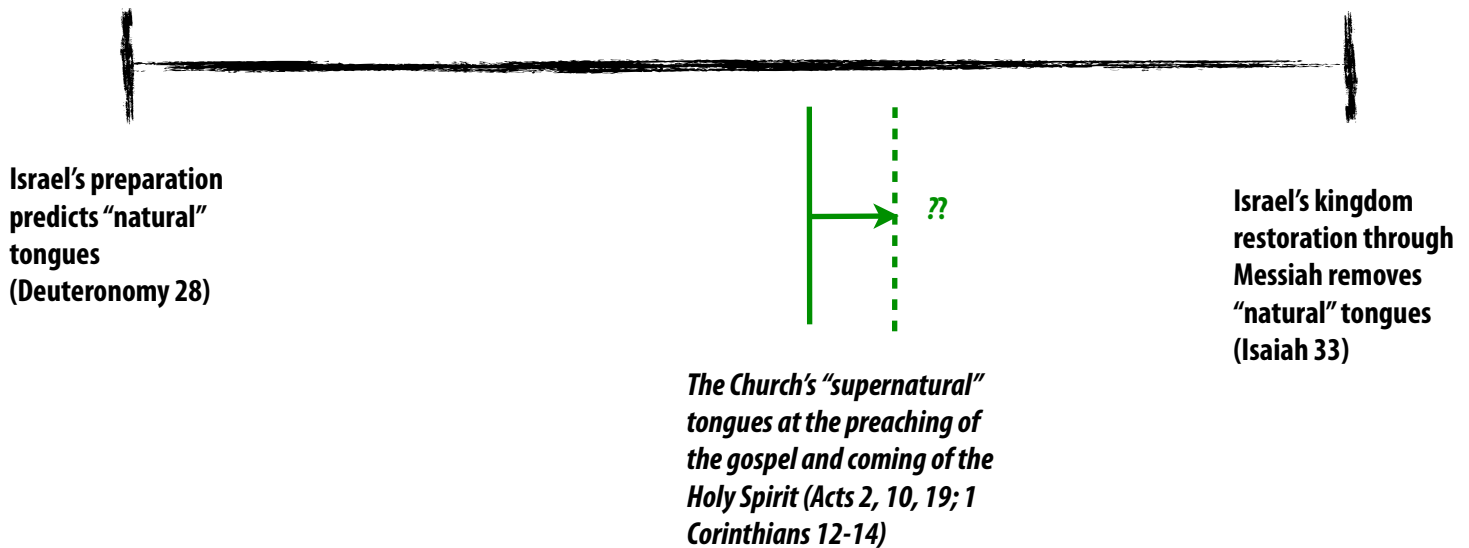 Israel’s preparation
predicts “natural”
tongues
(Deuteronomy 28)
??
Israel’s kingdom
restoration through
Messiah removes
“natural” tongues
(Isaiah 33)
The Church’s “supernatural”
tongues at the preaching of
the gospel and coming of the
Holy Spirit (Acts 2, 10, 19; 1
Corinthians 12-14)